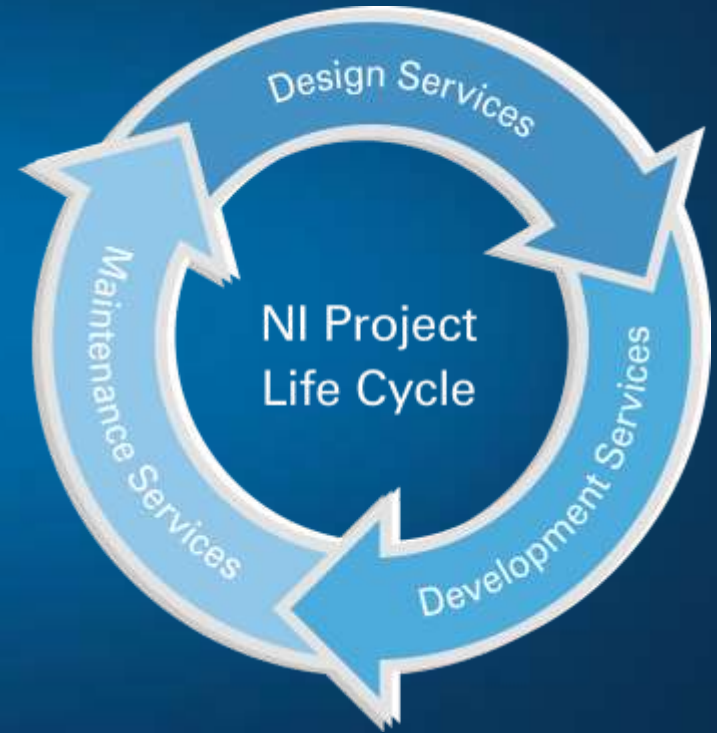 Design Services
Development Services
Maintenance Services
NI Project
Life Cycle